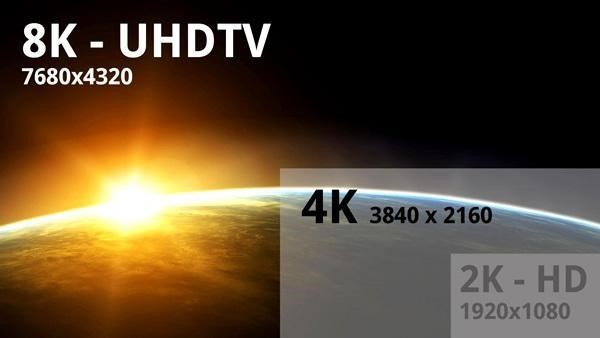 8K - UHDTV
7680x4320
4K 3840 x 2160
2K - HD
1920x1080